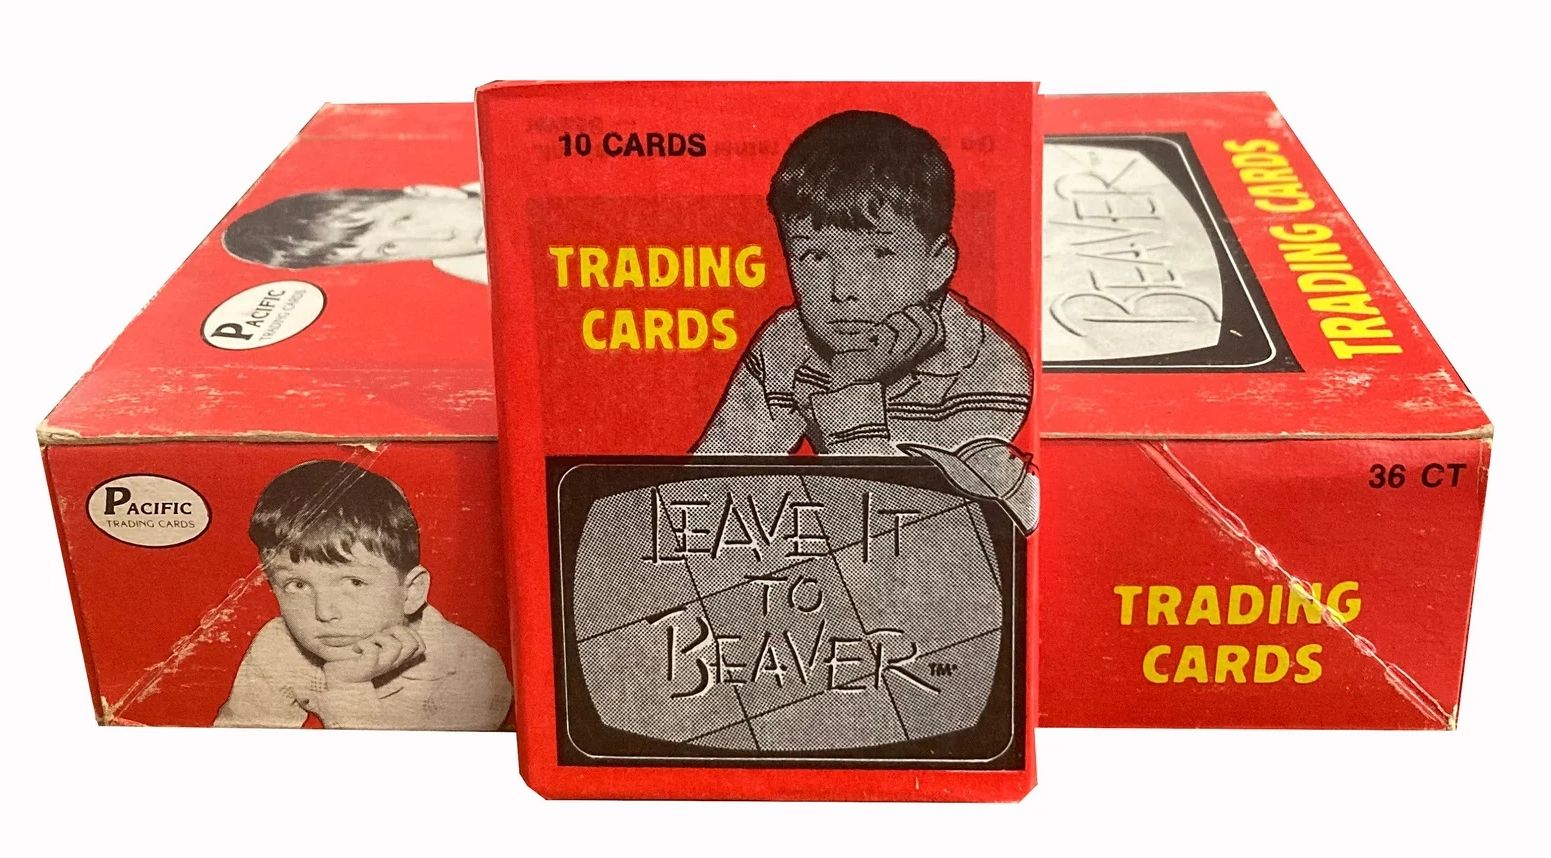 10 CARDS
TRADING
CARDS
LEAVE IT
TO
BEAVER™
PACIFIC
TRADING CARDS
BEAVER™
TRADING CARDS
PACIFIC
TRADING CARDS
36 CT
TRADING
CARDS